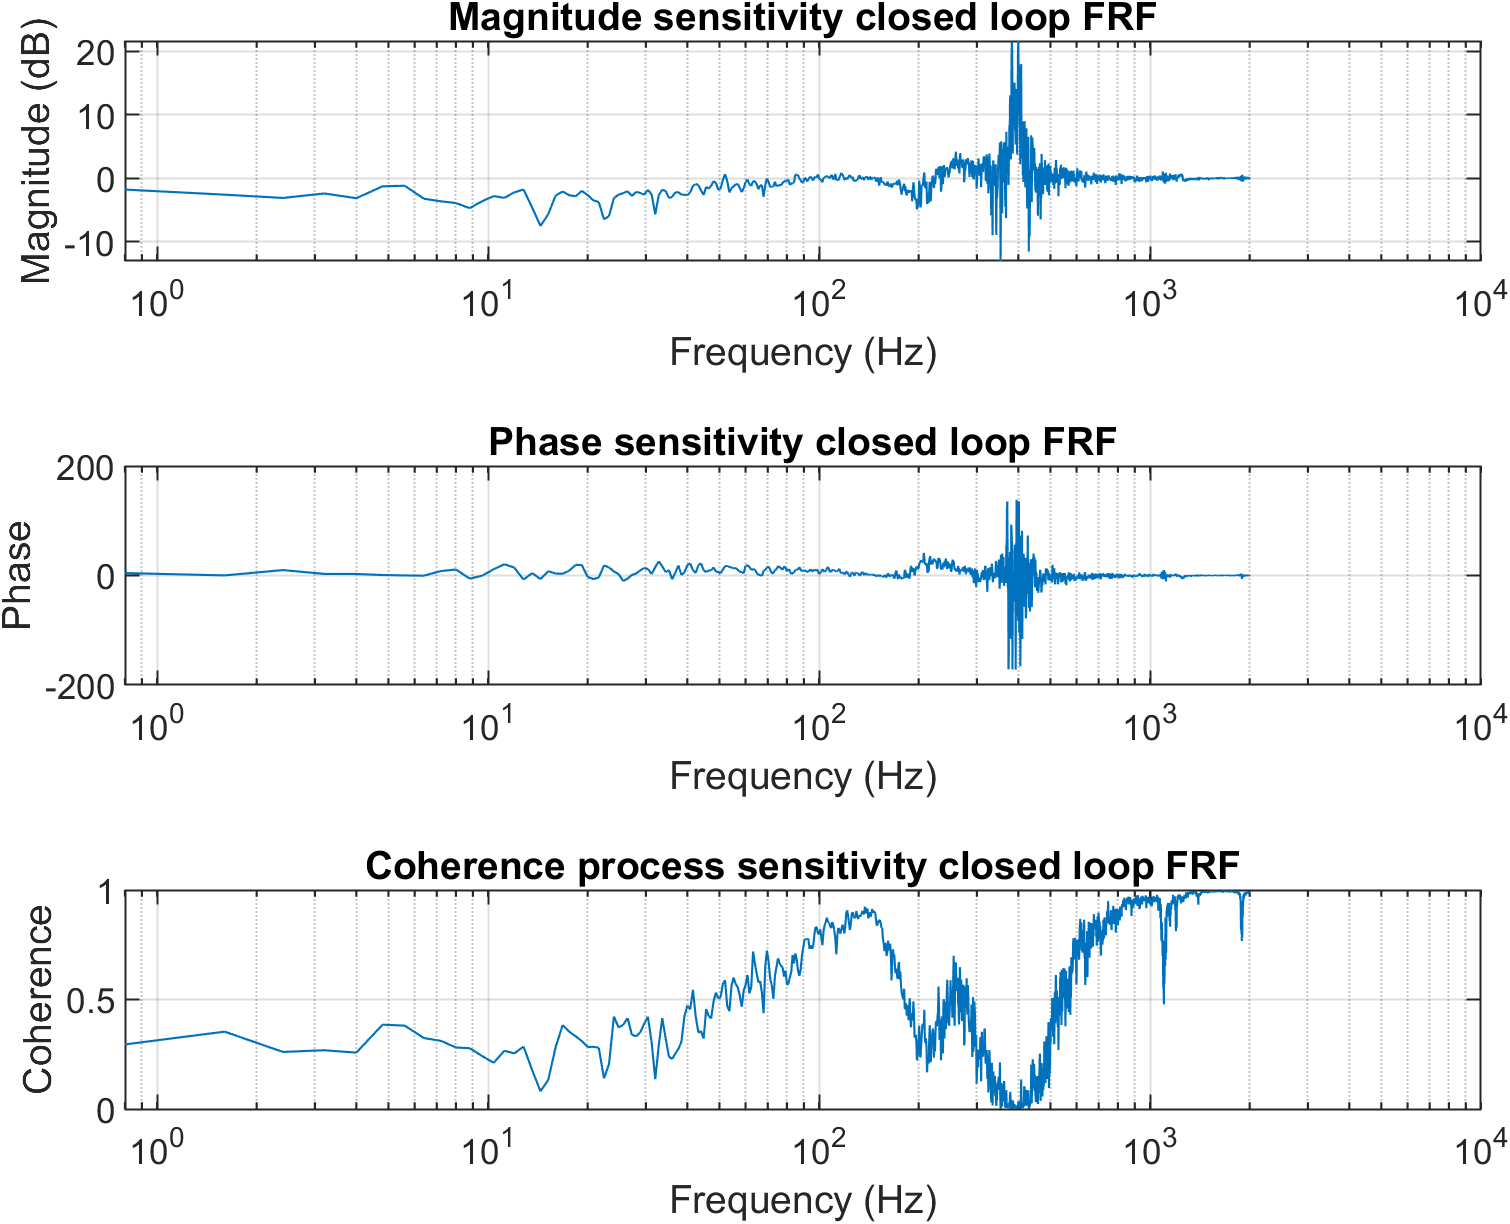 Magnitude sensitivity closed loop FRF
Magnitude (dB)
20
10
0
-10
10^0 10^1 10^2 10^3 10^4
Frequency (Hz)
Phase sensitivity closed loop FRF
Phase
200
0
-200
10^0 10^1 10^2 10^3 10^4
Frequency (Hz)
Coherence process sensitivity closed loop FRF
Coherence
1
0.5
0
10^0 10^1 10^2 10^3 10^4
Frequency (Hz)